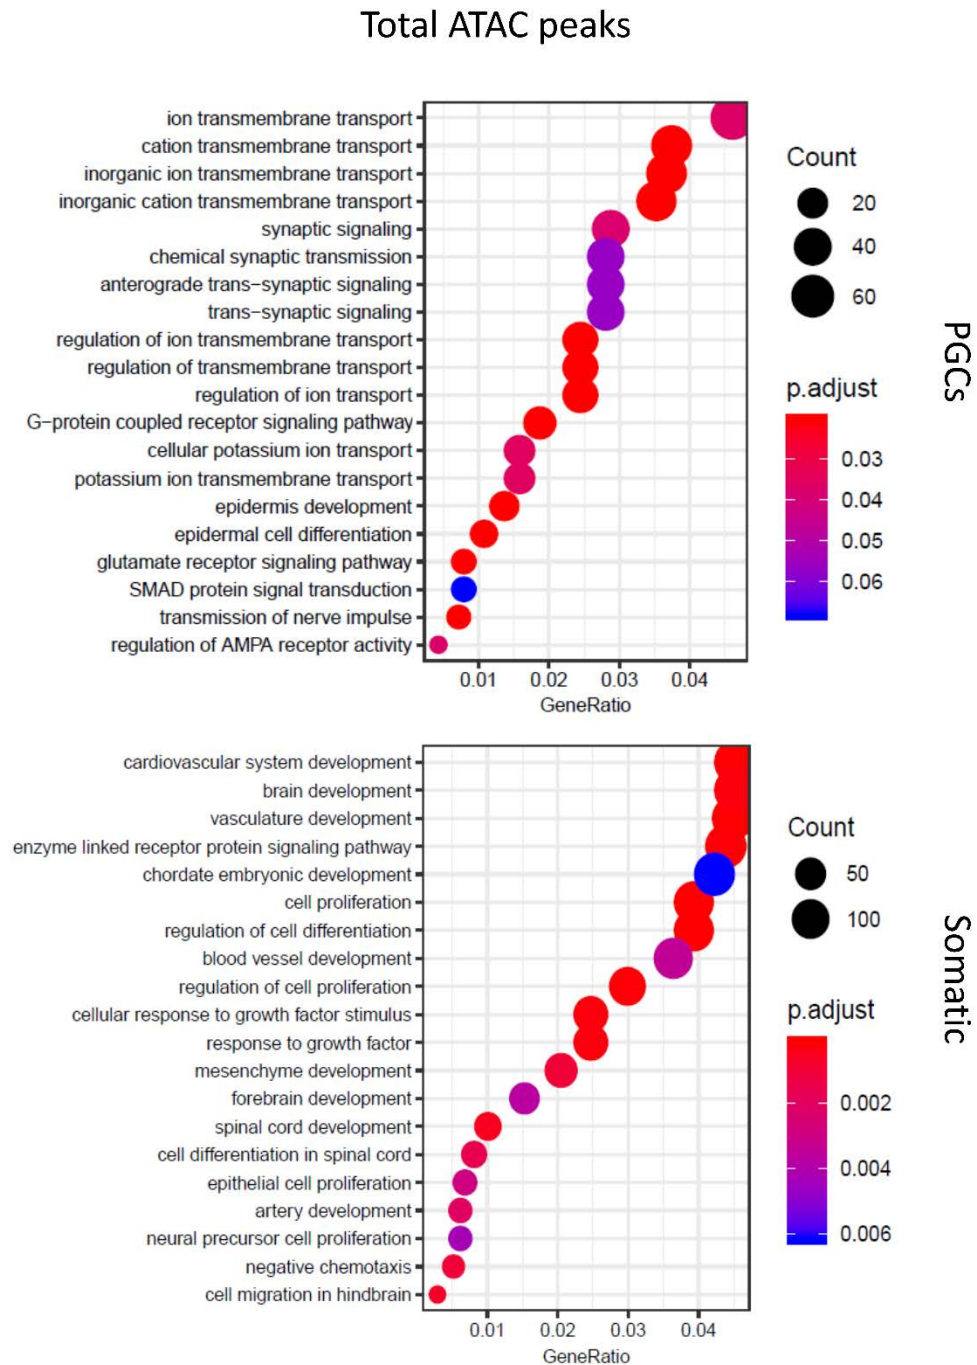 Total ATAC peaks
ion transmembrane transport
cation transmembrane transport
inorganic ion transmembrane transport
inorganic cation transmembrane transport
synaptic signaling
chemical synaptic transmission
anterograde trans−synaptic signaling
trans−synaptic signaling
regulation of ion transmembrane transport
regulation of transmembrane transport
regulation of ion transport
G−protein coupled receptor signaling pathway
cellular potassium ion transport
potassium ion transmembrane transport
epidermis development
epidermal cell differentiation
glutamate receptor signaling pathway
SMAD protein signal transduction
transmission of nerve impulse
regulation of AMPA receptor activity
0.01 0.02 0.03 0.04
GeneRatio
Count
20
40
60
p.adjust
0.03
0.04
0.05
0.06
PGCs
cardiovascular system development
brain development
vasculature development
enzyme linked receptor protein signaling pathway
chordate embryonic development
cell proliferation
regulation of cell differentiation
blood vessel development
regulation of cell proliferation
cellular response to growth factor stimulus
response to growth factor
mesenchyme development
forebrain development
spinal cord development
cell differentiation in spinal cord
epithelial cell proliferation
artery development
neural precursor cell proliferation
negative chemotaxis
cell migration in hindbrain
0.01 0.02 0.03 0.04
GeneRatio
Count
50
100
p.adjust
0.002
0.004
0.006
Somatic